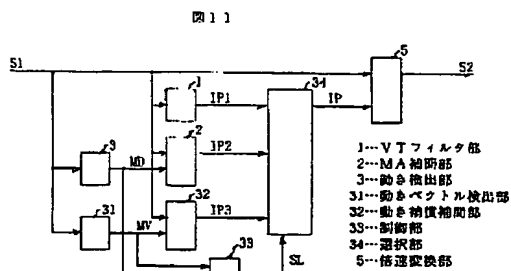 図11
S1
5
S2
1
IP1
34
IP
2
IP2
3
MD
32
IP3
31
MV
33
SL
1…VTフィルタ部
2…MA補間部
3…動き検出部
31…動きベクトル検出部
32…動き補償補間部
33…制御部
34…選択部
5…倍速変換部